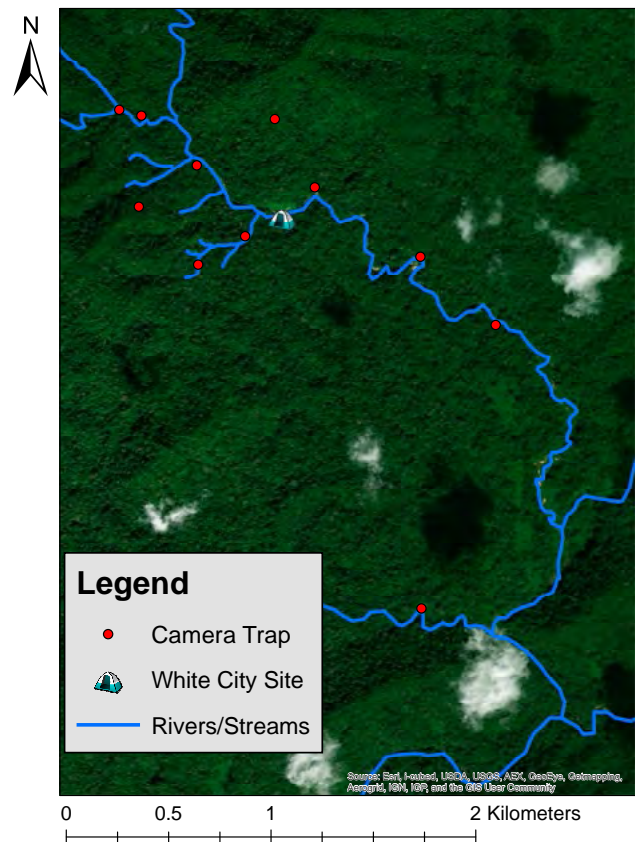 N
Legend
Camera Trap
White City Site
Rivers/Streams
Source: Esri, i-cubed, USDA, USGS, AEX, GeoEye, Getmapping,
Aerogrid, IGN, IGP, and the GIS User Community
0 0.5 1 2 Kilometers